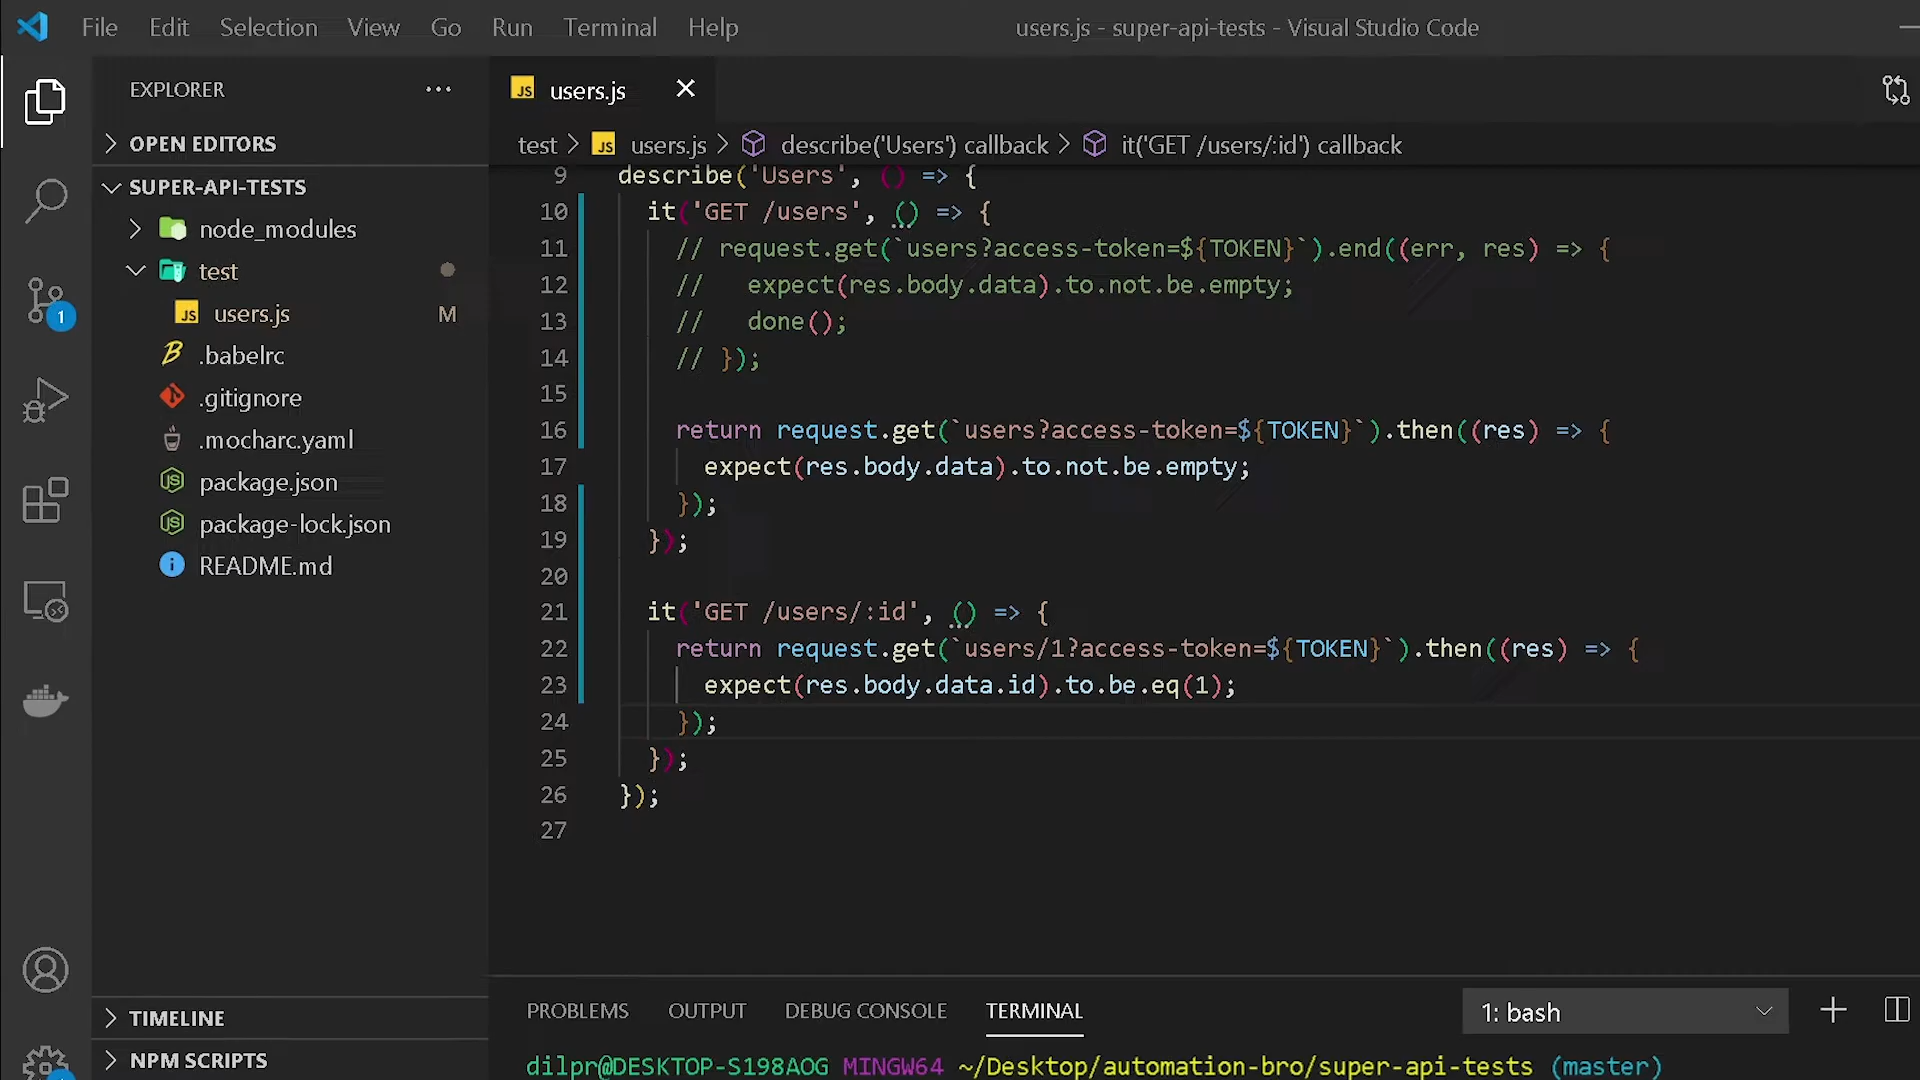 File Edit Selection View Go Run Terminal Help
users.js - super-api-tests - Visual Studio Code
EXPLORER
OPEN EDITORS
SUPER-API-TESTS
node_modules
test
JS users.js M
.babelrc
.gitignore
.mocharc.yaml
package.json
package-lock.json
README.md
TIMELINE
NPM SCRIPTS
1
JS users.js
test > JS users.js > describe('Users') callback > it('GET /users/:id') callback
9 describe('Users', () => {
10 it('GET /users', () => {
11 // request.get(`users?access-token=${TOKEN}`).end((err, res) => {
12 // expect(res.body.data).to.not.be.empty;
13 // done();
14 // });
15
16 return request.get(`users?access-token=${TOKEN}`).then((res) => {
17 expect(res.body.data).to.not.be.empty;
18 });
19 });
20
21 it('GET /users/:id', () => {
22 return request.get(`users/1?access-token=${TOKEN}`).then((res) => {
23 expect(res.body.data.id).to.be.eq(1);
24 });
25 });
26 });
27
PROBLEMS OUTPUT DEBUG CONSOLE TERMINAL
1: bash
dilpr@DESKTOP-S198AOG MINGW64 ~/Desktop/automation-bro/super-api-tests (master)